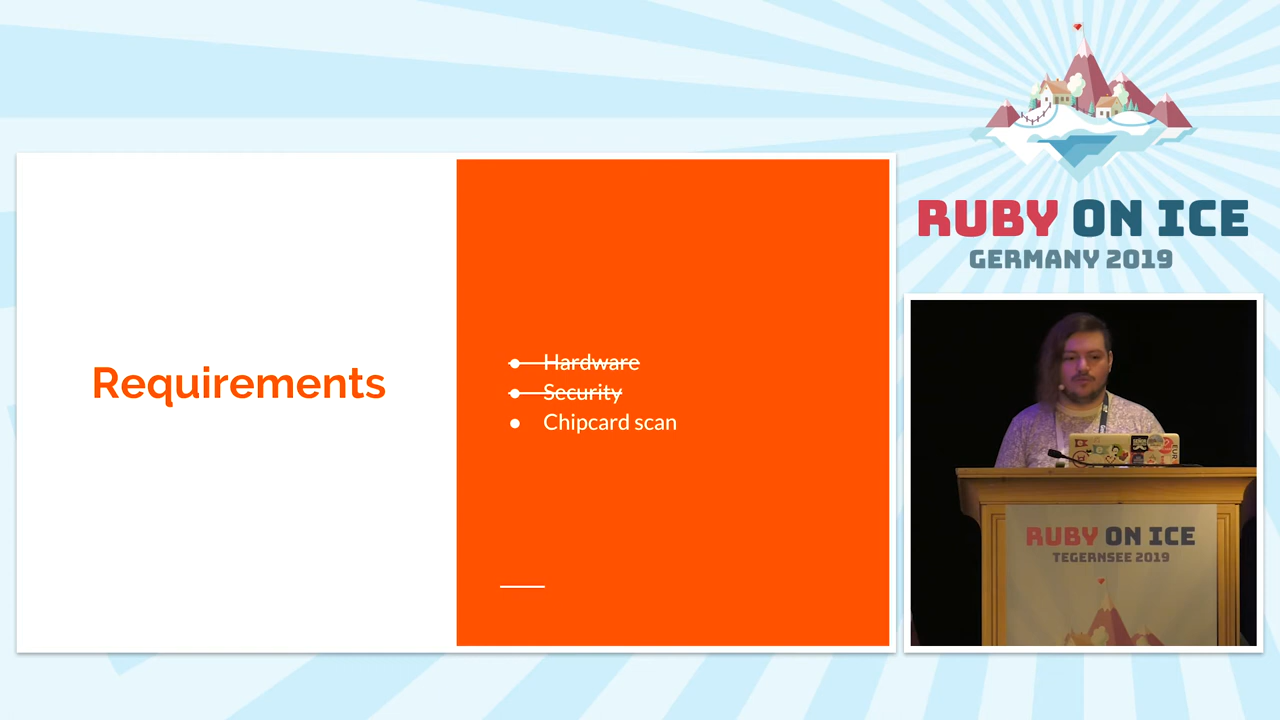 RUBY ON ICE
GERMANY 2019
Requirements
Hardware
Security
Chipcard scan
RUBY ON ICE
TEGERNSEE 2019